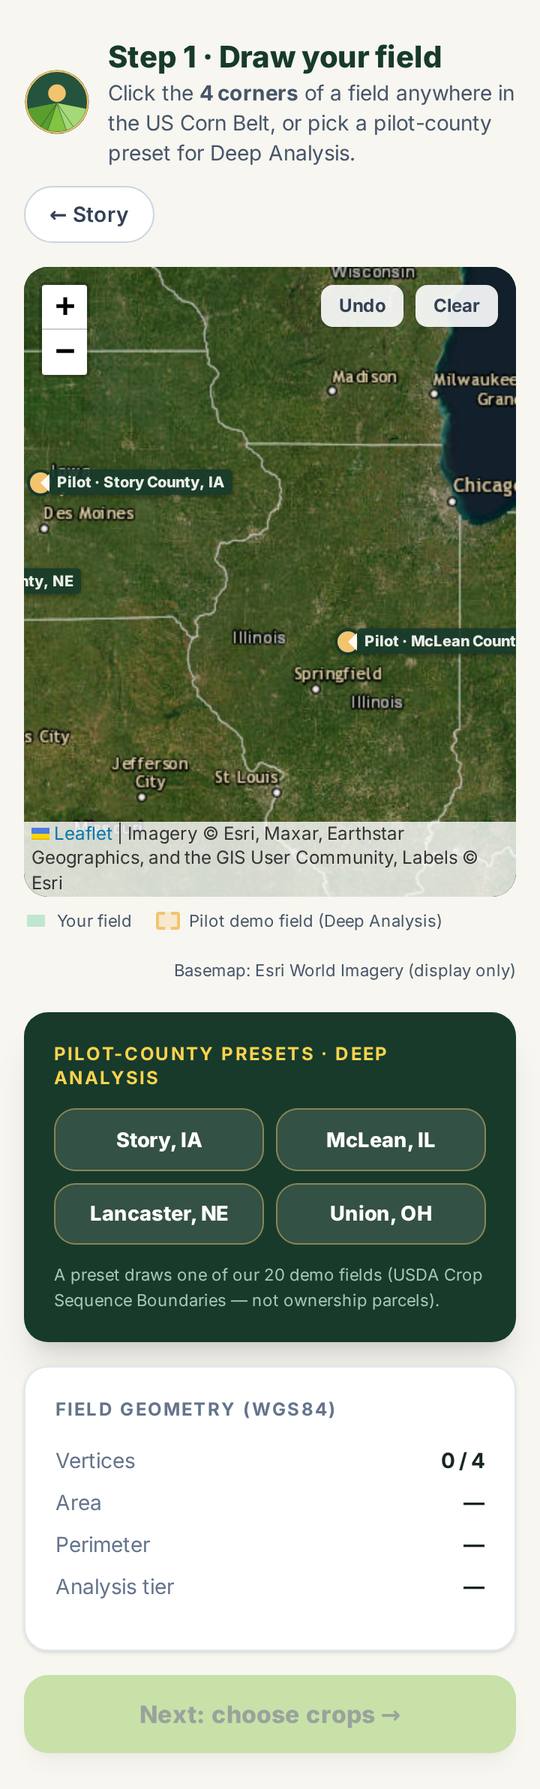 Step 1 · Draw your field
Click the 4 corners of a field anywhere in
the US Corn Belt, or pick a pilot-county
preset for Deep Analysis.
← Story
Wisconsin
+
Undo
Clear
−
Madison
Milwaukee
Gran
Pilot · Story County, IA
Chicag
Des Moines
nty, NE
Illinois
Pilot · McLean Count
Springfield
Illinois
s City
Jefferson
City
St Louis
Leaflet | Imagery © Esri, Maxar, Earthstar
Geographics, and the GIS User Community, Labels ©
Esri
Your field
Pilot demo field (Deep Analysis)
Basemap: Esri World Imagery (display only)
PILOT-COUNTY PRESETS · DEEP
ANALYSIS
Story, IA
McLean, IL
Lancaster, NE
Union, OH
A preset draws one of our 20 demo fields (USDA Crop
Sequence Boundaries — not ownership parcels).
FIELD GEOMETRY (WGS84)
Vertices 0 / 4
Area —
Perimeter —
Analysis tier —
Next: choose crops →